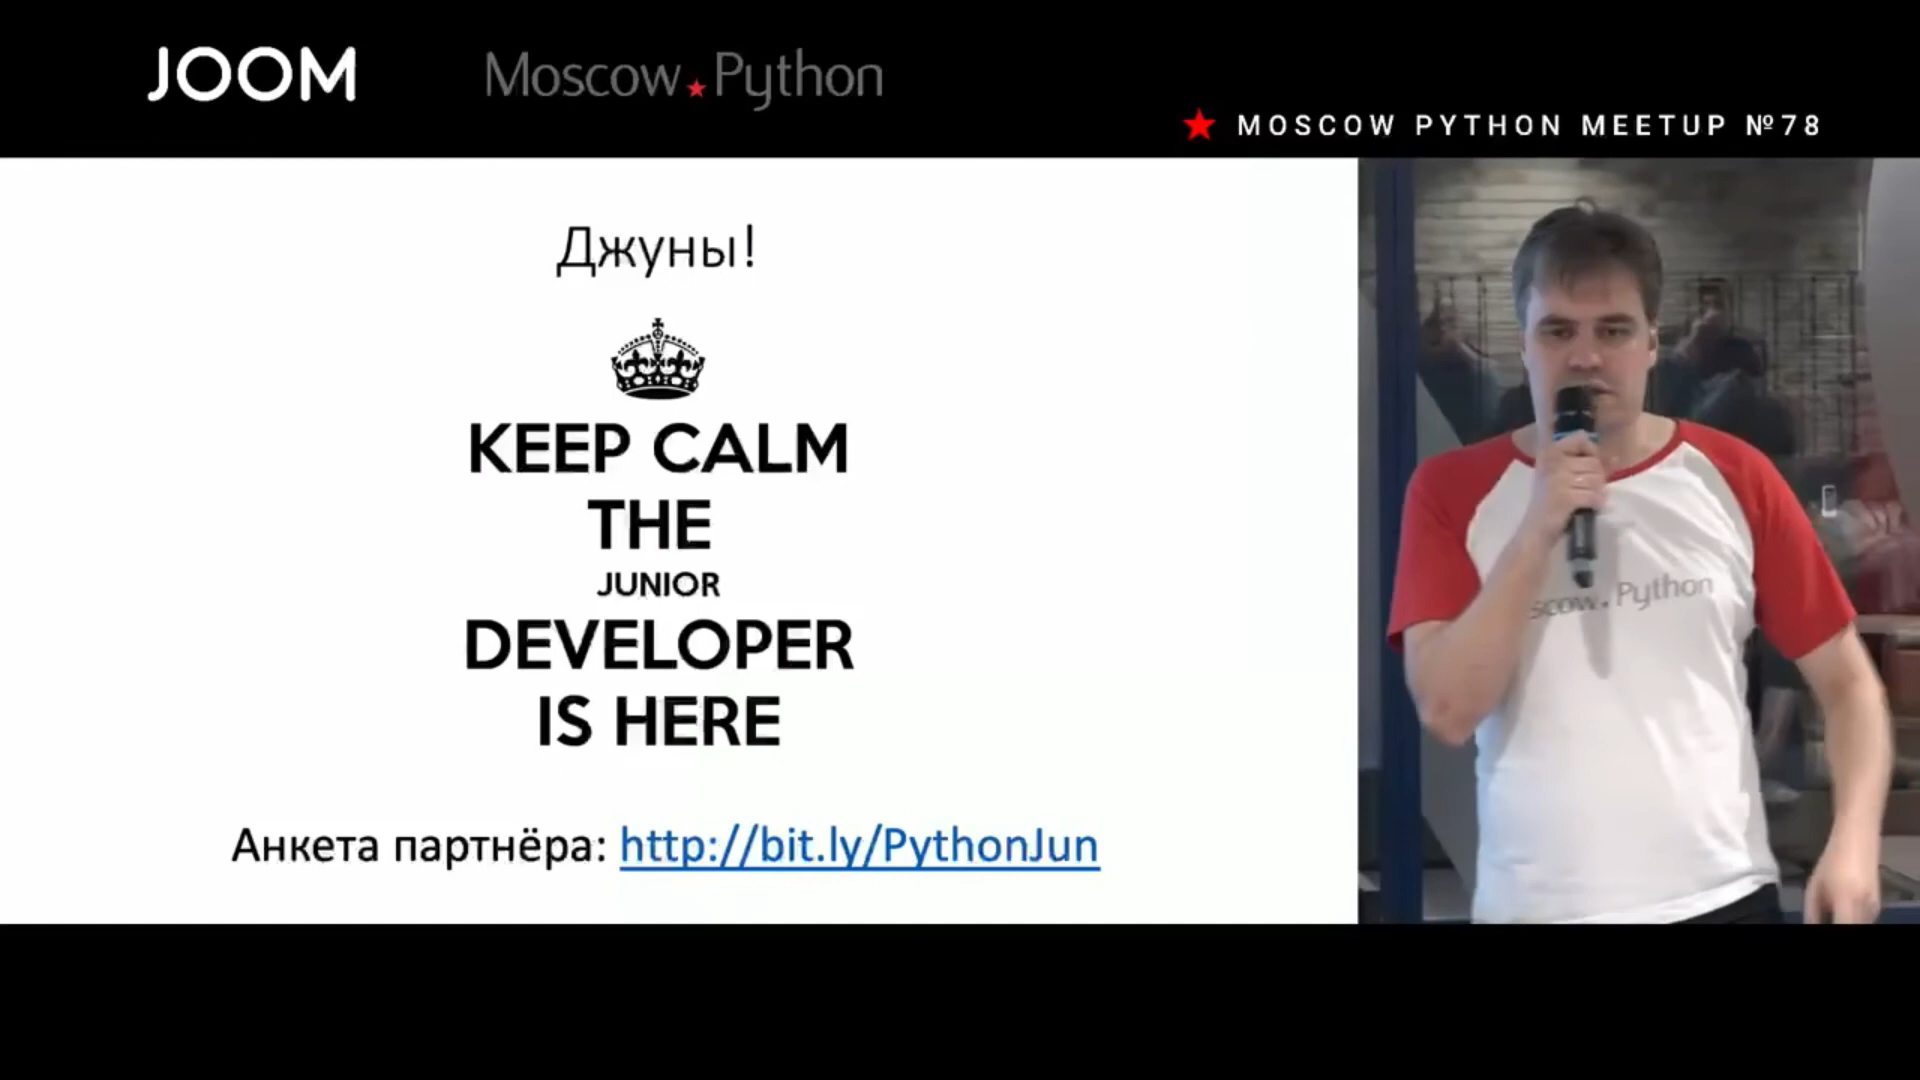 JOOM
Moscow Python
MOSCOW PYTHON MEETUP №78
Джуны!
KEEP CALM
THE
JUNIOR
DEVELOPER
IS HERE
Анкета партнёра: http://bit.ly/PythonJun
Python